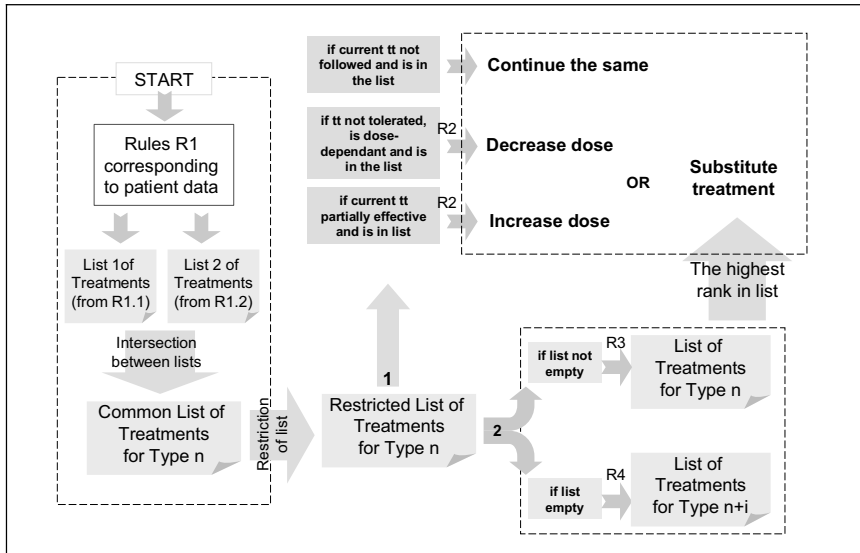 START
Rules R1
corresponding
to patient data
List 1of
Treatments
(from R1.1)
List 2 of
Treatments
(from R1.2)
Intersection
between lists
Common List of
Treatments
for Type n
Restriction
of list
if current tt not
followed and is in
the list
Continue the same
if tt not tolerated,
is dose-
dependant and is
in the list
R2
Decrease dose
if current tt
partially effective
and is in list
R2
Increase dose
OR
Substitute
treatment
The highest
rank in list
1
Restricted List of
Treatments
for Type n
2
if list not
empty
R3
List of
Treatments
for Type n
if list
empty
R4
List of
Treatments
for Type n+i